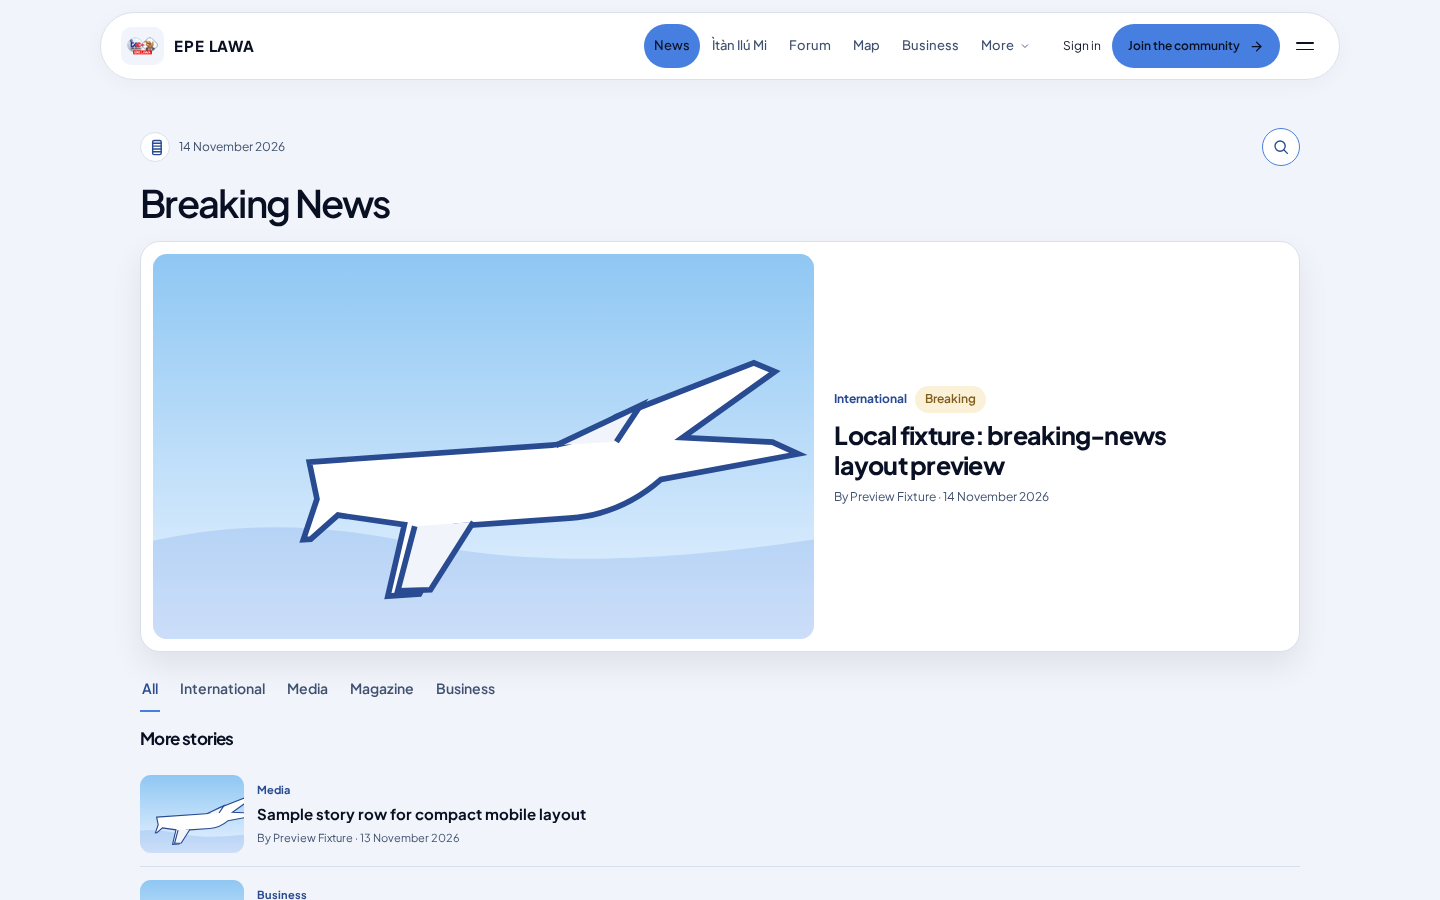 EPE LAWA
News
Ìtàn Ilú Mi
Forum
Map
Business
More
Sign in
Join the community
14 November 2026
Breaking News
International
Breaking
Local fixture: breaking-news
layout preview
By Preview Fixture · 14 November 2026
All
International
Media
Magazine
Business
More stories
Media
Sample story row for compact mobile layout
By Preview Fixture · 13 November 2026
Business